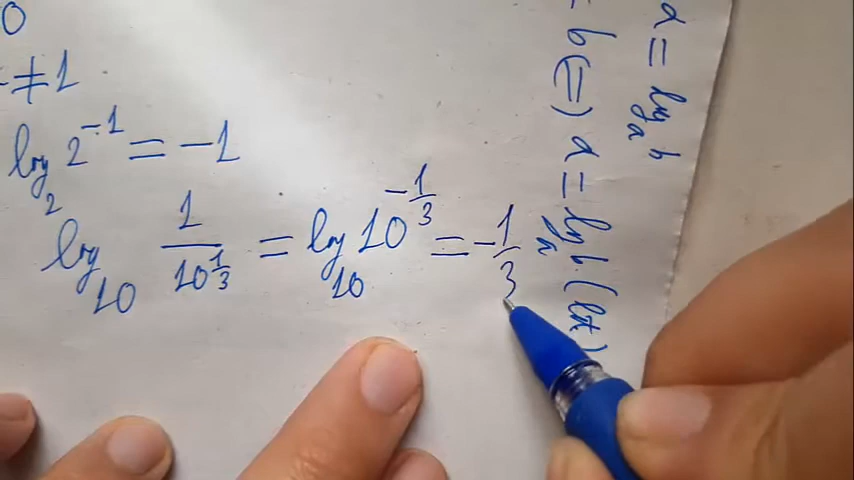 0
≠ 1
log₂ 2⁻¹ = -1
log₁₀ 1/10^(1/3) = log₁₀ 10^(-1/3) = -1/3
= b (=) α = logₐ b.
α = logₐ b